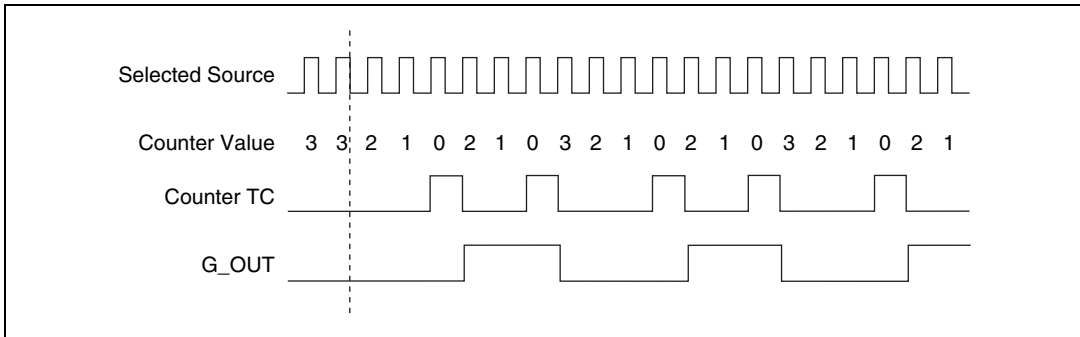 Selected Source
Counter Value 3 3 2 1 0 2 1 0 3 2 1 0 2 1 0 3 2 1 0 2 1
Counter TC
G_OUT